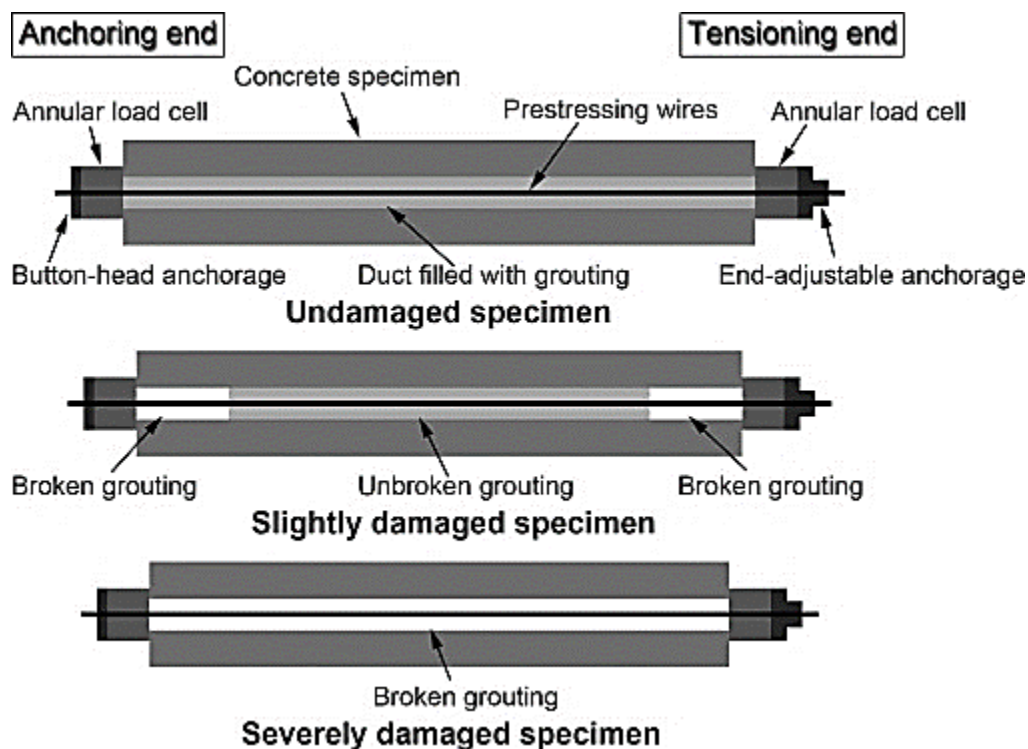 Anchoring end
Tensioning end
Concrete specimen
Annular load cell
Prestressing wires
Annular load cell
Button-head anchorage
Duct filled with grouting
End-adjustable anchorage
Undamaged specimen
Broken grouting
Unbroken grouting
Broken grouting
Slightly damaged specimen
Broken grouting
Severely damaged specimen